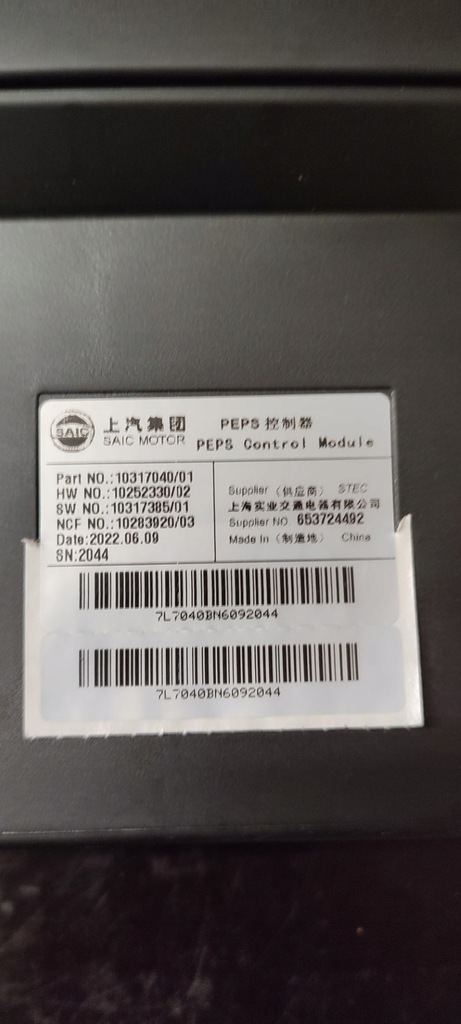 SAIC
上汽集团
SAIC MOTOR
PEPS 控制器
PEPS Control Module
Part NO.:10317040/01
HW NO.:10252330/02
SW NO.:10317385/01
NCF NO.:10283920/03
Date:2022.06.09
SN:2044
Supplier (供应商) STEC
上海实业交通电器有限公司
Supplier NO 653724492
Made In (制造地) China
7L7040BN6092044
7L7040BN6092044